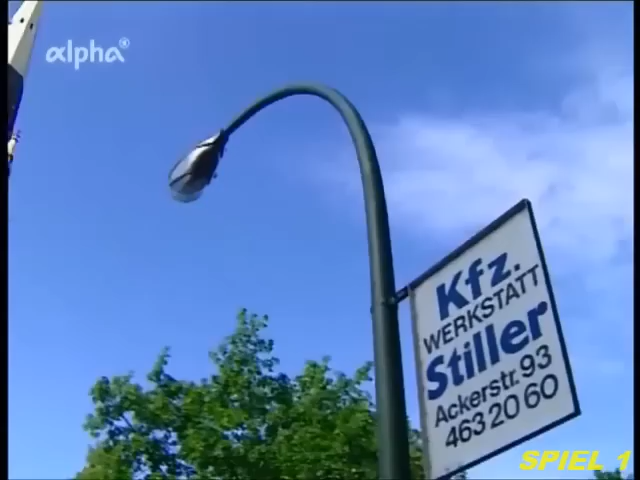 alpha
Kfz.
WERKSTATT
Stiller
Ackerstr. 93
463 20 60
SPIEL 1